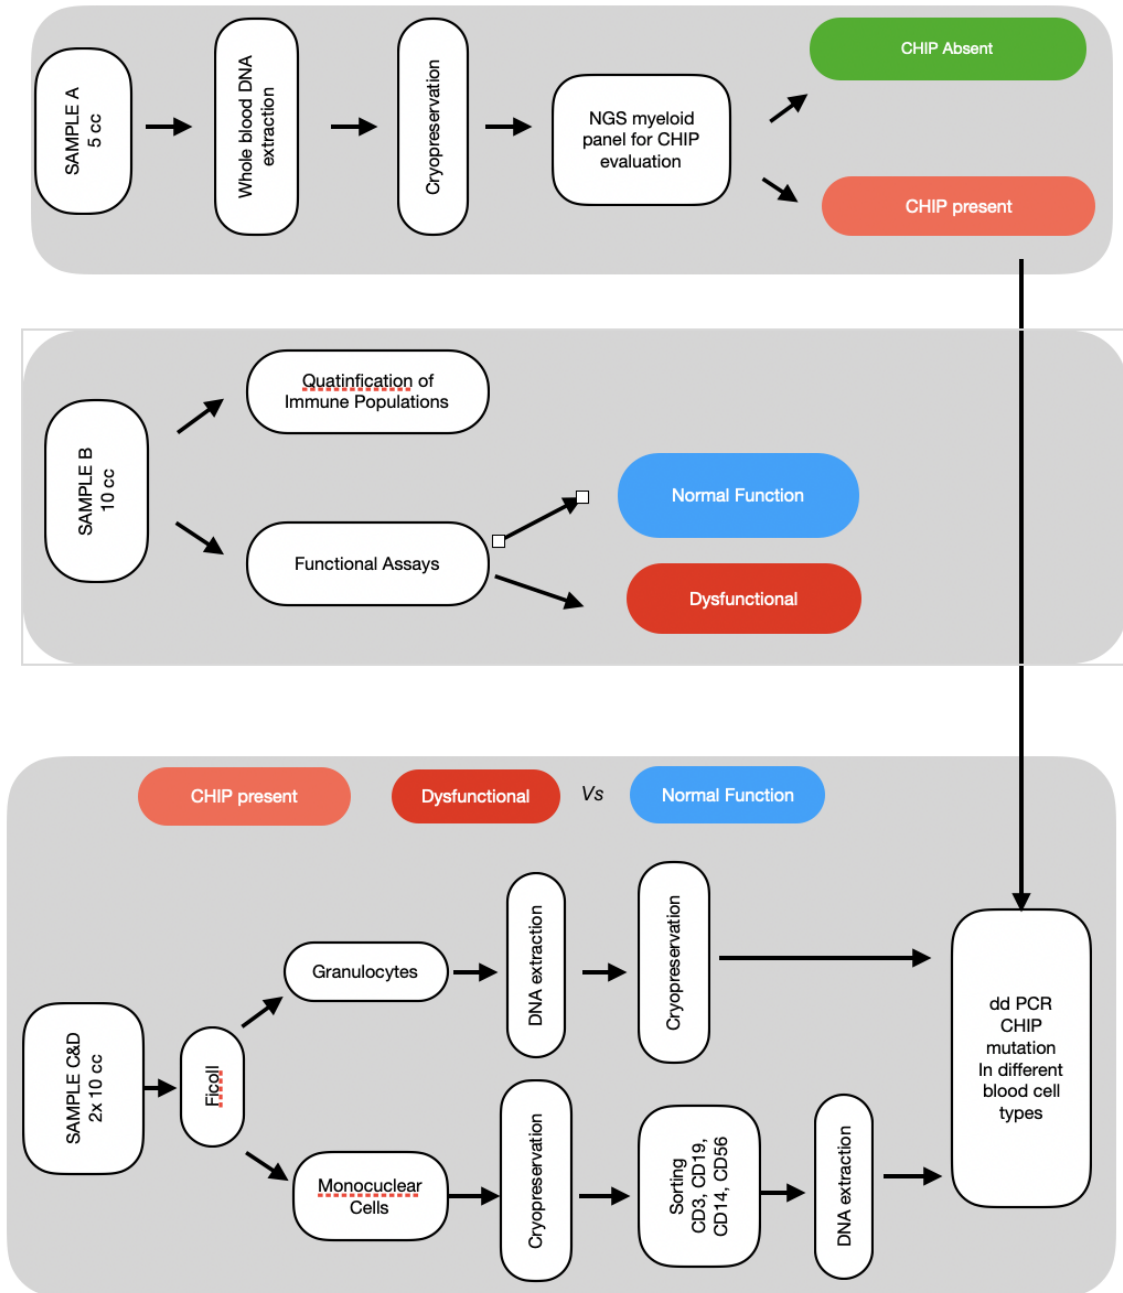 SAMPLE A
5 cc
Whole blood DNA
extraction
Cryopreservation
NGS myeloid
panel for CHIP
evaluation
CHIP Absent
CHIP present
SAMPLE B
10 cc
Quatinfication of
Immune Populations
Functional Assays
Normal Function
Dysfunctional
CHIP present
Dysfunctional
Vs
Normal Function
SAMPLE C&D
2x 10 cc
Ficoll
Granulocytes
DNA extraction
Cryopreservation
Monocuclear
Cells
Cryopreservation
Sorting
CD3, CD19,
CD14, CD56
DNA extraction
dd PCR
CHIP
mutation
In different
blood cell
types